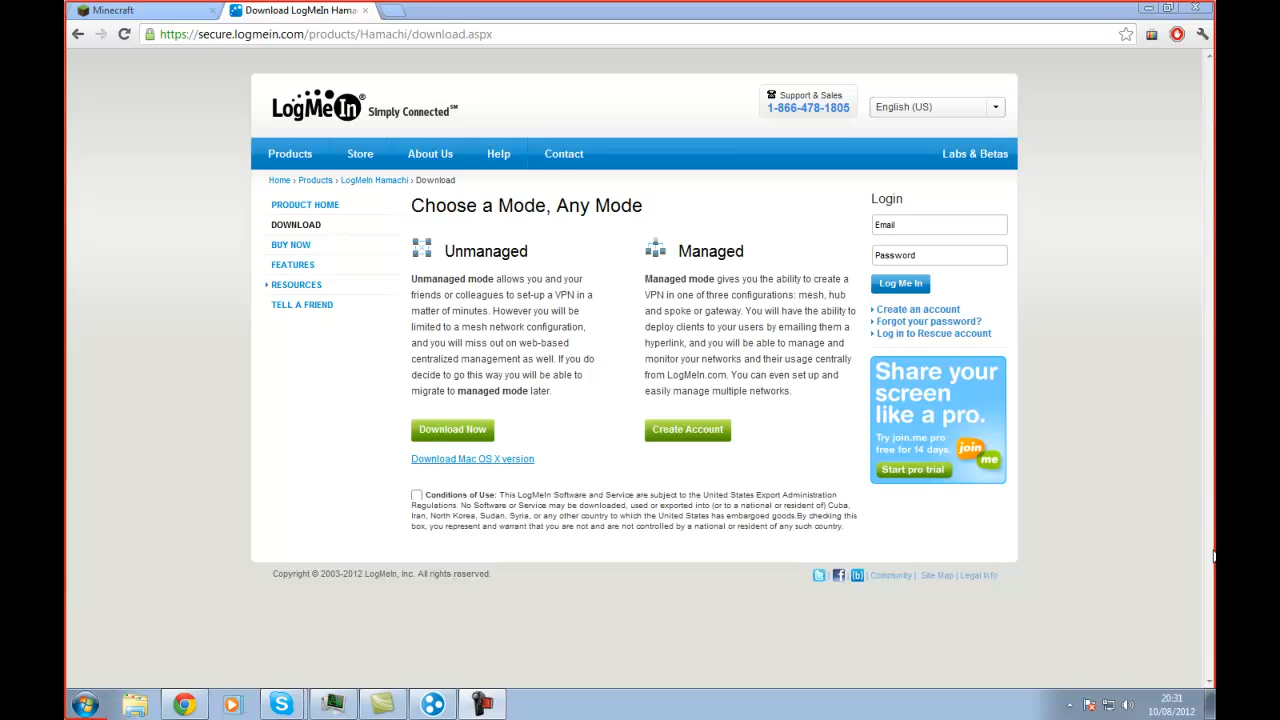 Minecraft
Download LogMeIn Hama
https://secure.logmein.com/products/Hamachi/download.aspx
LogMeIn® Simply Connected℠
Support & Sales
1-866-478-1805
English (US)
Products Store About Us Help Contact Labs & Betas
Home › Products › LogMeIn Hamachi › Download
PRODUCT HOME
DOWNLOAD
BUY NOW
FEATURES
RESOURCES
TELL A FRIEND
Choose a Mode, Any Mode
Unmanaged
Unmanaged mode allows you and your
friends or colleagues to set-up a VPN in a
matter of minutes. However you will be
limited to a mesh network configuration,
and you will miss out on web-based
centralized management as well. If you do
decide to go this way you will be able to
migrate to managed mode later.
Download Now
Download Mac OS X version
Managed
Managed mode gives you the ability to create a
VPN in one of three configurations: mesh, hub
and spoke or gateway. You will have the ability to
deploy clients to your users by emailing them a
hyperlink, and you will be able to manage and
monitor your networks and their usage centrally
from LogMeIn.com. You can even set up and
easily manage multiple networks.
Create Account
Conditions of Use: This LogMeIn Software and Service are subject to the United States Export Administration
Regulations. No Software or Service may be downloaded, used or exported into (or to a national or resident of) Cuba,
Iran, North Korea, Sudan, Syria, or any other country to which the United States has embargoed goods.By checking this
box, you represent and warrant that you are not and are not controlled by a national or resident of any such country.
Login
Email
Password
Log Me In
Create an account
Forgot your password?
Log in to Rescue account
Share your
screen
like a pro.
Try join.me pro
free for 14 days.
join
me
Start pro trial
Copyright © 2003-2012 LogMeIn, Inc. All rights reserved.
Community | Site Map | Legal Info
20:31
10/08/2012